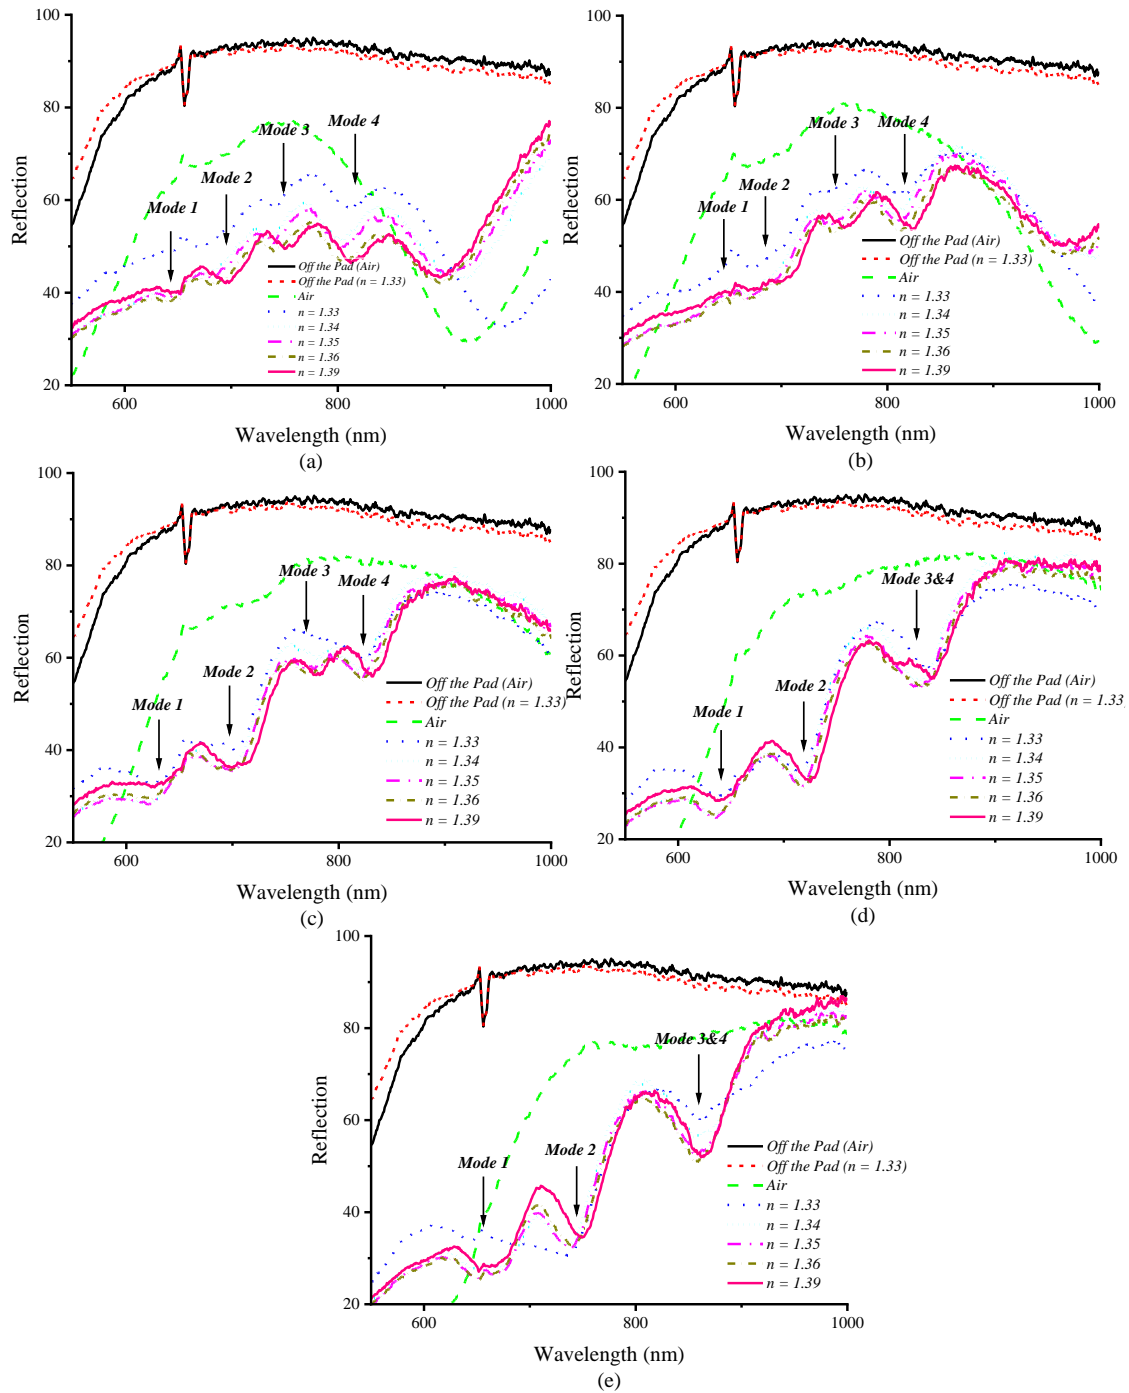 100
80
60
40
20
600
800
1000
Reflection
Wavelength (nm)
Mode 1
Mode 2
Mode 3
Mode 4
Off the Pad (Air)
Off the Pad (n = 1.33)
Air
n = 1.33
n = 1.34
n = 1.35
n = 1.36
n = 1.39
(a)
100
80
60
40
20
600
800
1000
Reflection
Wavelength (nm)
Mode 1
Mode 2
Mode 3
Mode 4
Off the Pad (Air)
Off the Pad (n = 1.33)
Air
n = 1.33
n = 1.34
n = 1.35
n = 1.36
n = 1.39
(b)
100
80
60
40
20
600
800
1000
Reflection
Wavelength (nm)
Mode 1
Mode 2
Mode 3
Mode 4
Off the Pad (Air)
Off the Pad (n = 1.33)
Air
n = 1.33
n = 1.34
n = 1.35
n = 1.36
n = 1.39
(c)
100
80
60
40
20
600
800
1000
Reflection
Wavelength (nm)
Mode 1
Mode 2
Mode 3&4
Off the Pad (Air)
Off the Pad (n = 1.33)
Air
n = 1.33
n = 1.34
n = 1.35
n = 1.36
n = 1.39
(d)
100
80
60
40
20
600
800
1000
Reflection
Wavelength (nm)
Mode 1
Mode 2
Mode 3&4
Off the Pad (Air)
Off the Pad (n = 1.33)
Air
n = 1.33
n = 1.34
n = 1.35
n = 1.36
n = 1.39
(e)